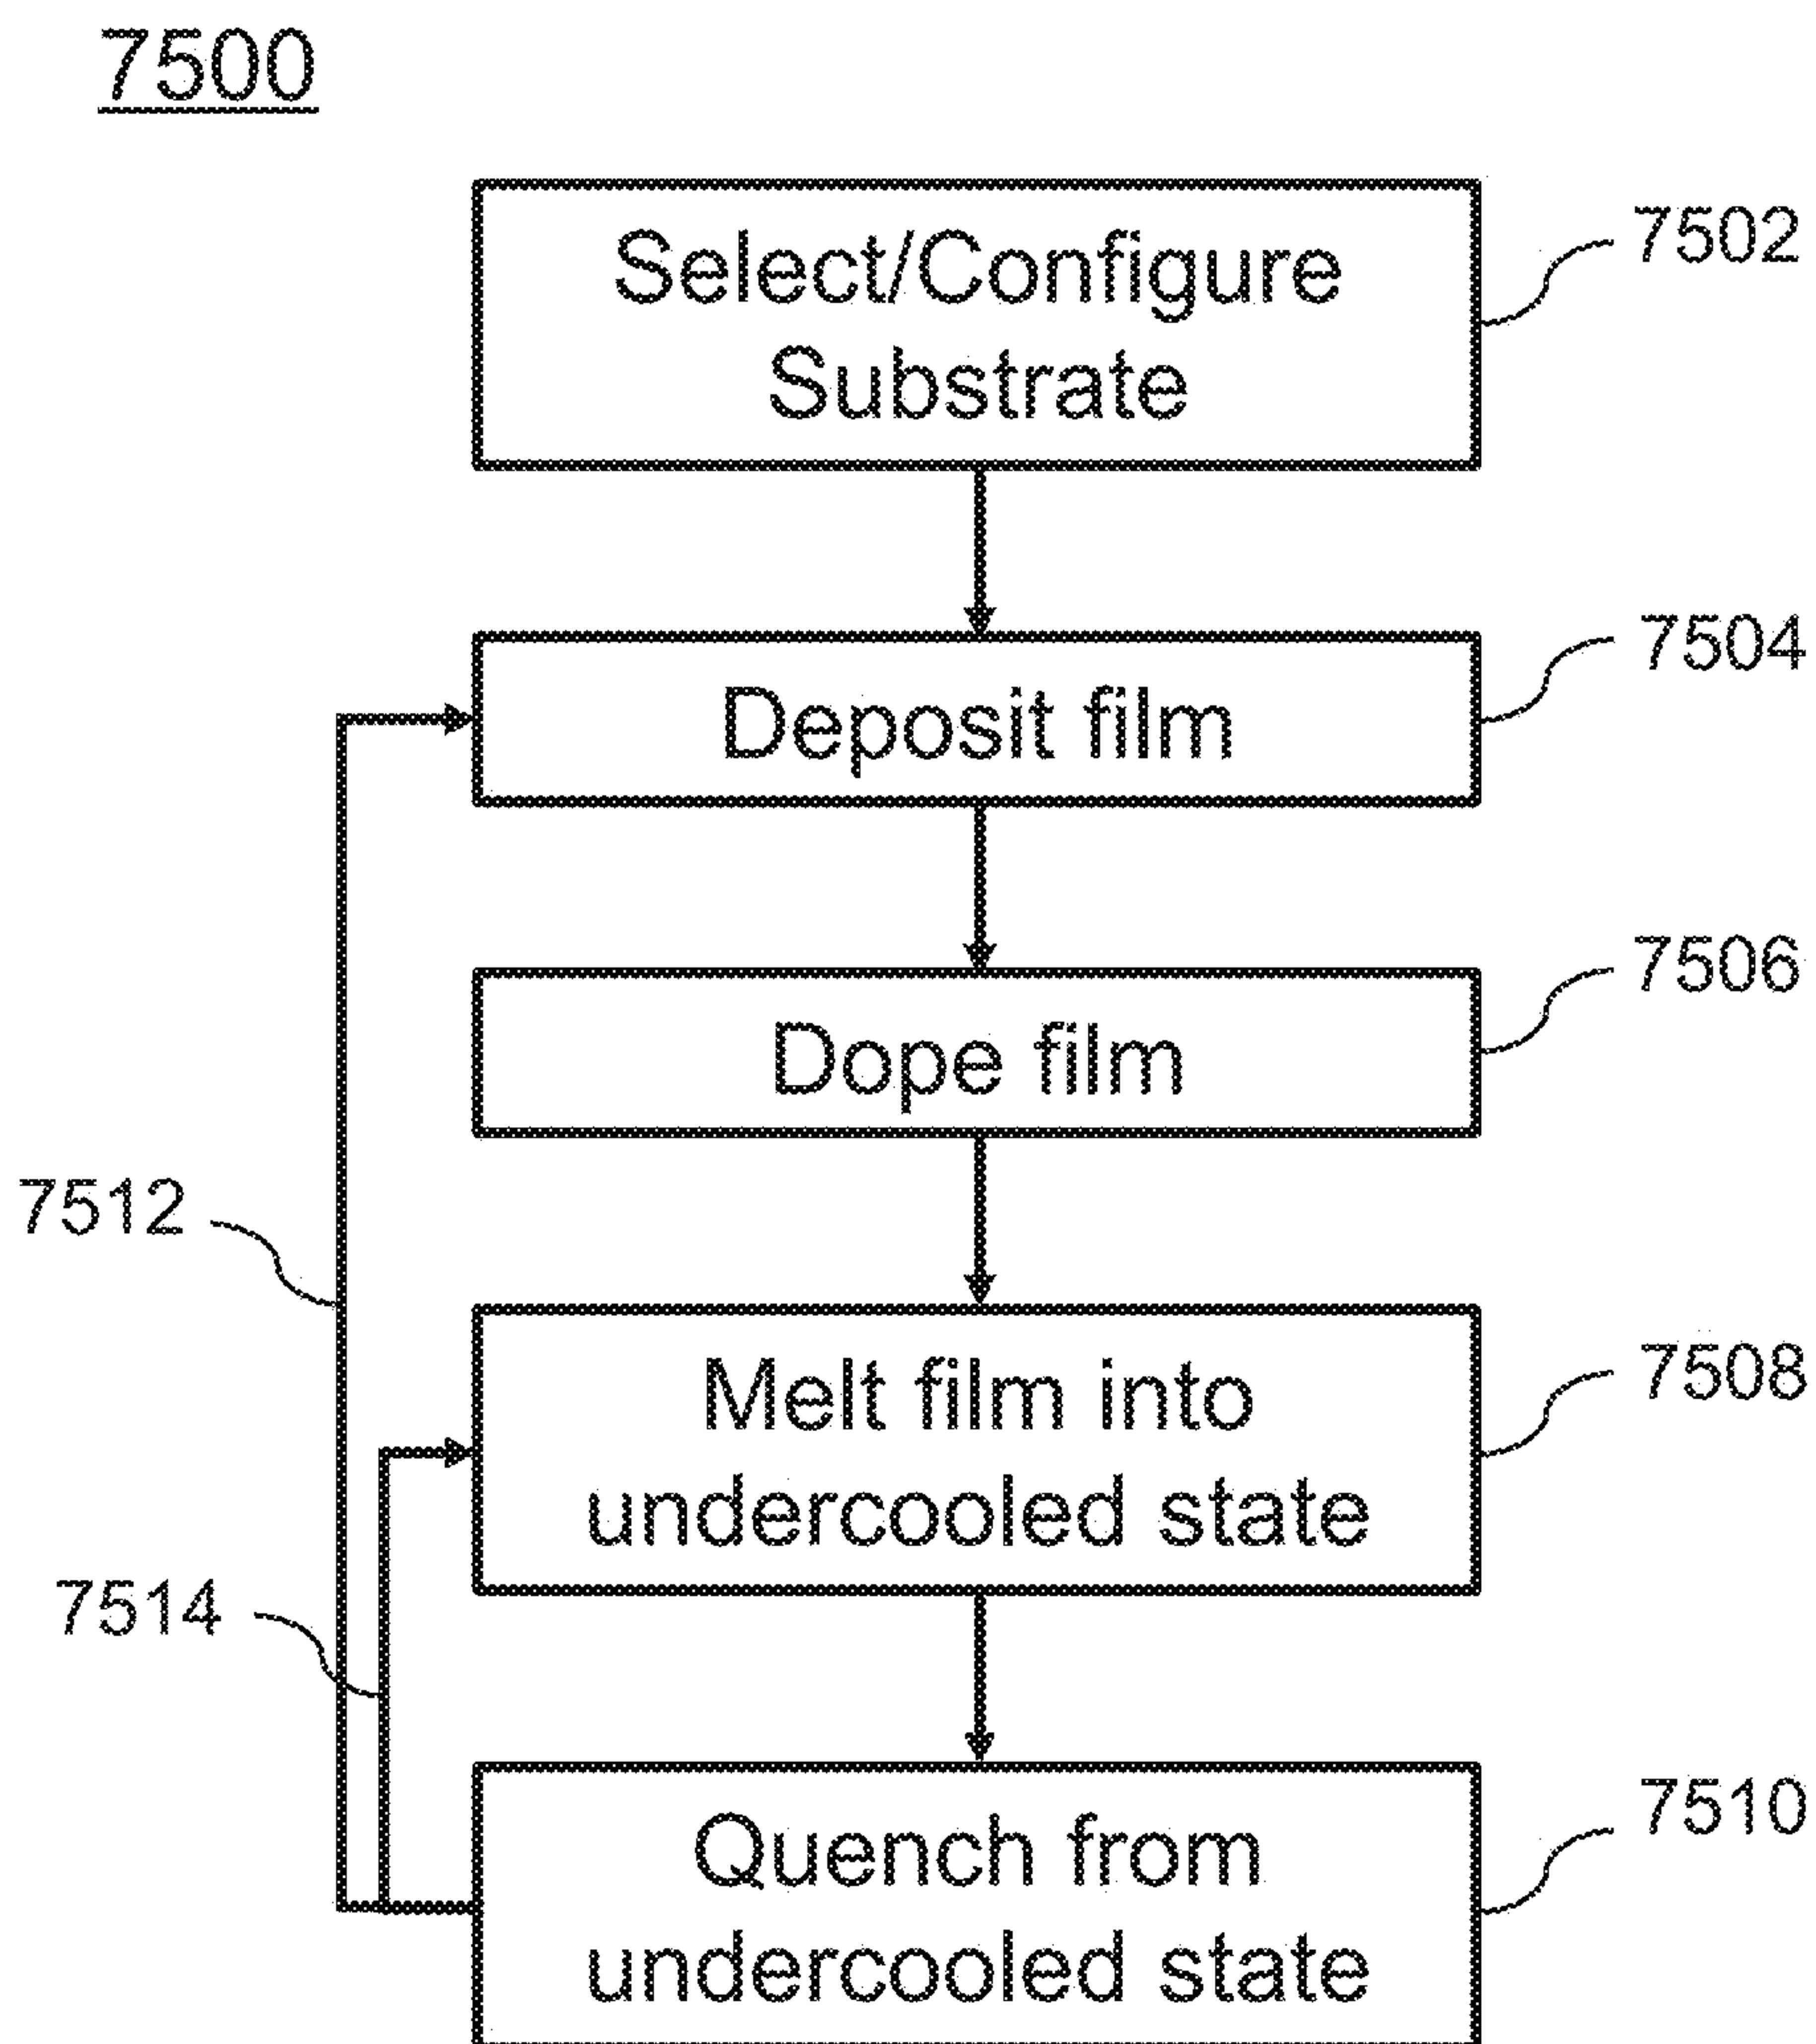 7500
Select/Configure
Substrate
7502
Deposit film
7504
Dope film
7506
7512
Melt film into
undercooled state
7508
7514
Quench from
undercooled state
7510